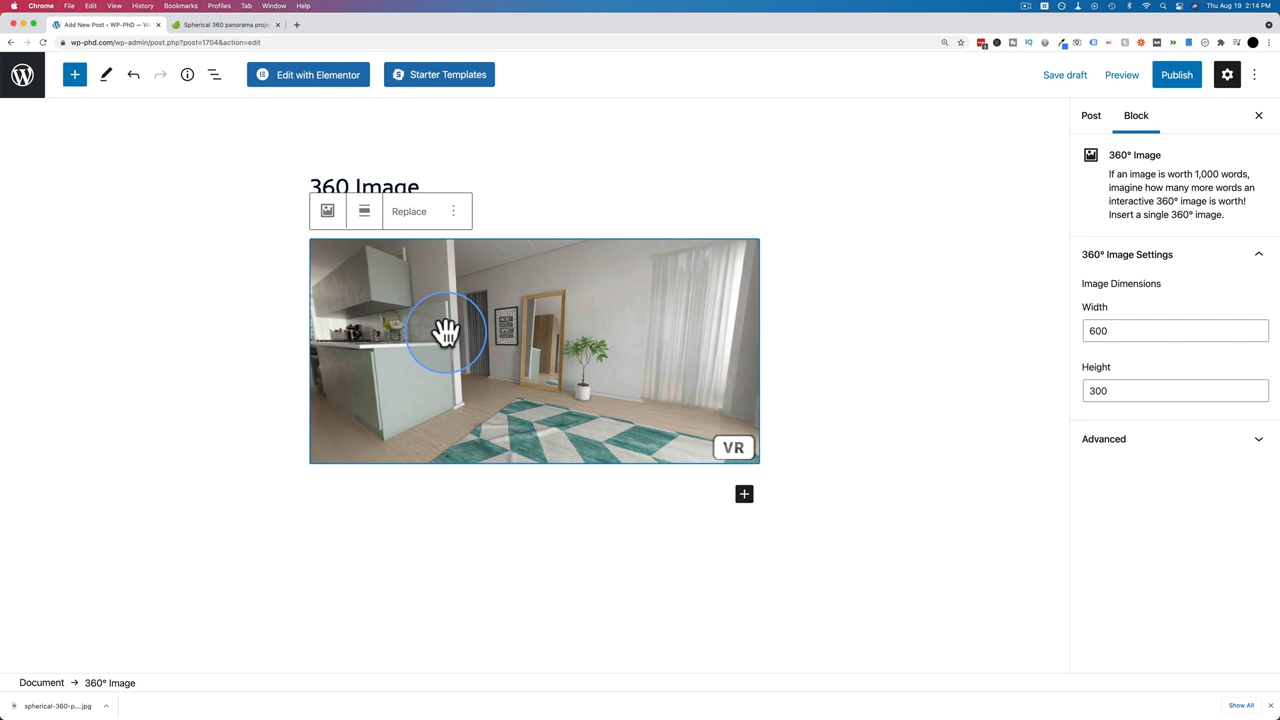 Chrome File Edit View History Bookmarks Profiles Tab Window Help
Thu Aug 19 2:14 PM
Add New Post ‹ WP-PhD — Wo
Spherical 360 panorama proje
wp-phd.com/wp-admin/post.php?post=1704&action=edit
Edit with Elementor
Starter Templates
Save draft
Preview
Publish
Post
Block
360° Image
If an image is worth 1,000 words,
imagine how many more words an
interactive 360° image is worth!
Insert a single 360° image.
360 Image
Replace
360° Image Settings
Image Dimensions
Width
600
Height
300
Advanced
VR
Document → 360° Image
spherical-360-p....jpg
Show All